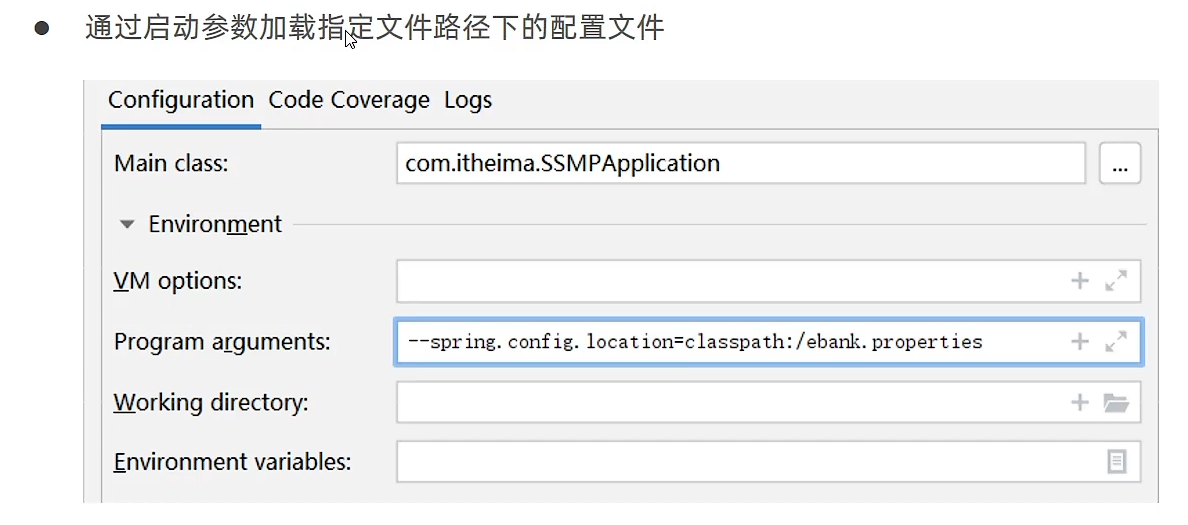 ● 通过启动参数加载指定文件路径下的配置文件
Configuration Code Coverage Logs
Main class: com.itheima.SSMPApplication ...
Environment
VM options:
Program arguments: --spring.config.location=classpath:/ebank.properties
Working directory:
Environment variables: